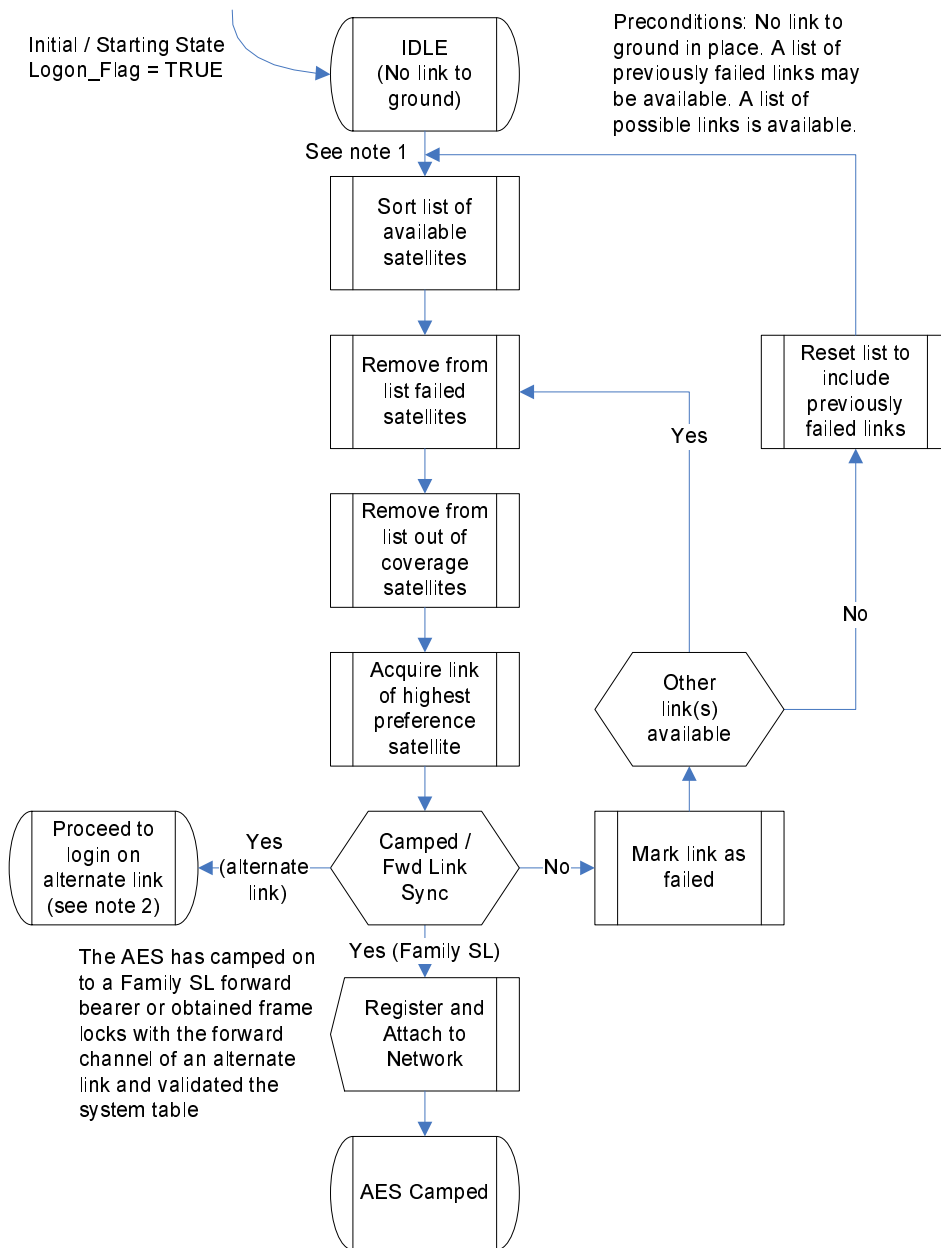 Initial / Starting State
Logon_Flag = TRUE
IDLE
(No link to
ground)
Preconditions: No link to
ground in place. A list of
previously failed links may
be available. A list of
possible links is available.
See note 1
Sort list of
available
satellites
Remove from
list failed
satellites
Reset list to
include
previously
failed links
Yes
Remove from
list out of
coverage
satellites
No
Acquire link
of highest
preference
satellite
Other
link(s)
available
Proceed to
login on
alternate link
(see note 2)
Yes
(alternate
link)
Camped /
Fwd Link
Sync
No
Mark link as
failed
Yes (Family SL)
The AES has camped on
to a Family SL forward
bearer or obtained frame
locks with the forward
channel of an alternate
link and validated the
system table
Register and
Attach to
Network
AES Camped